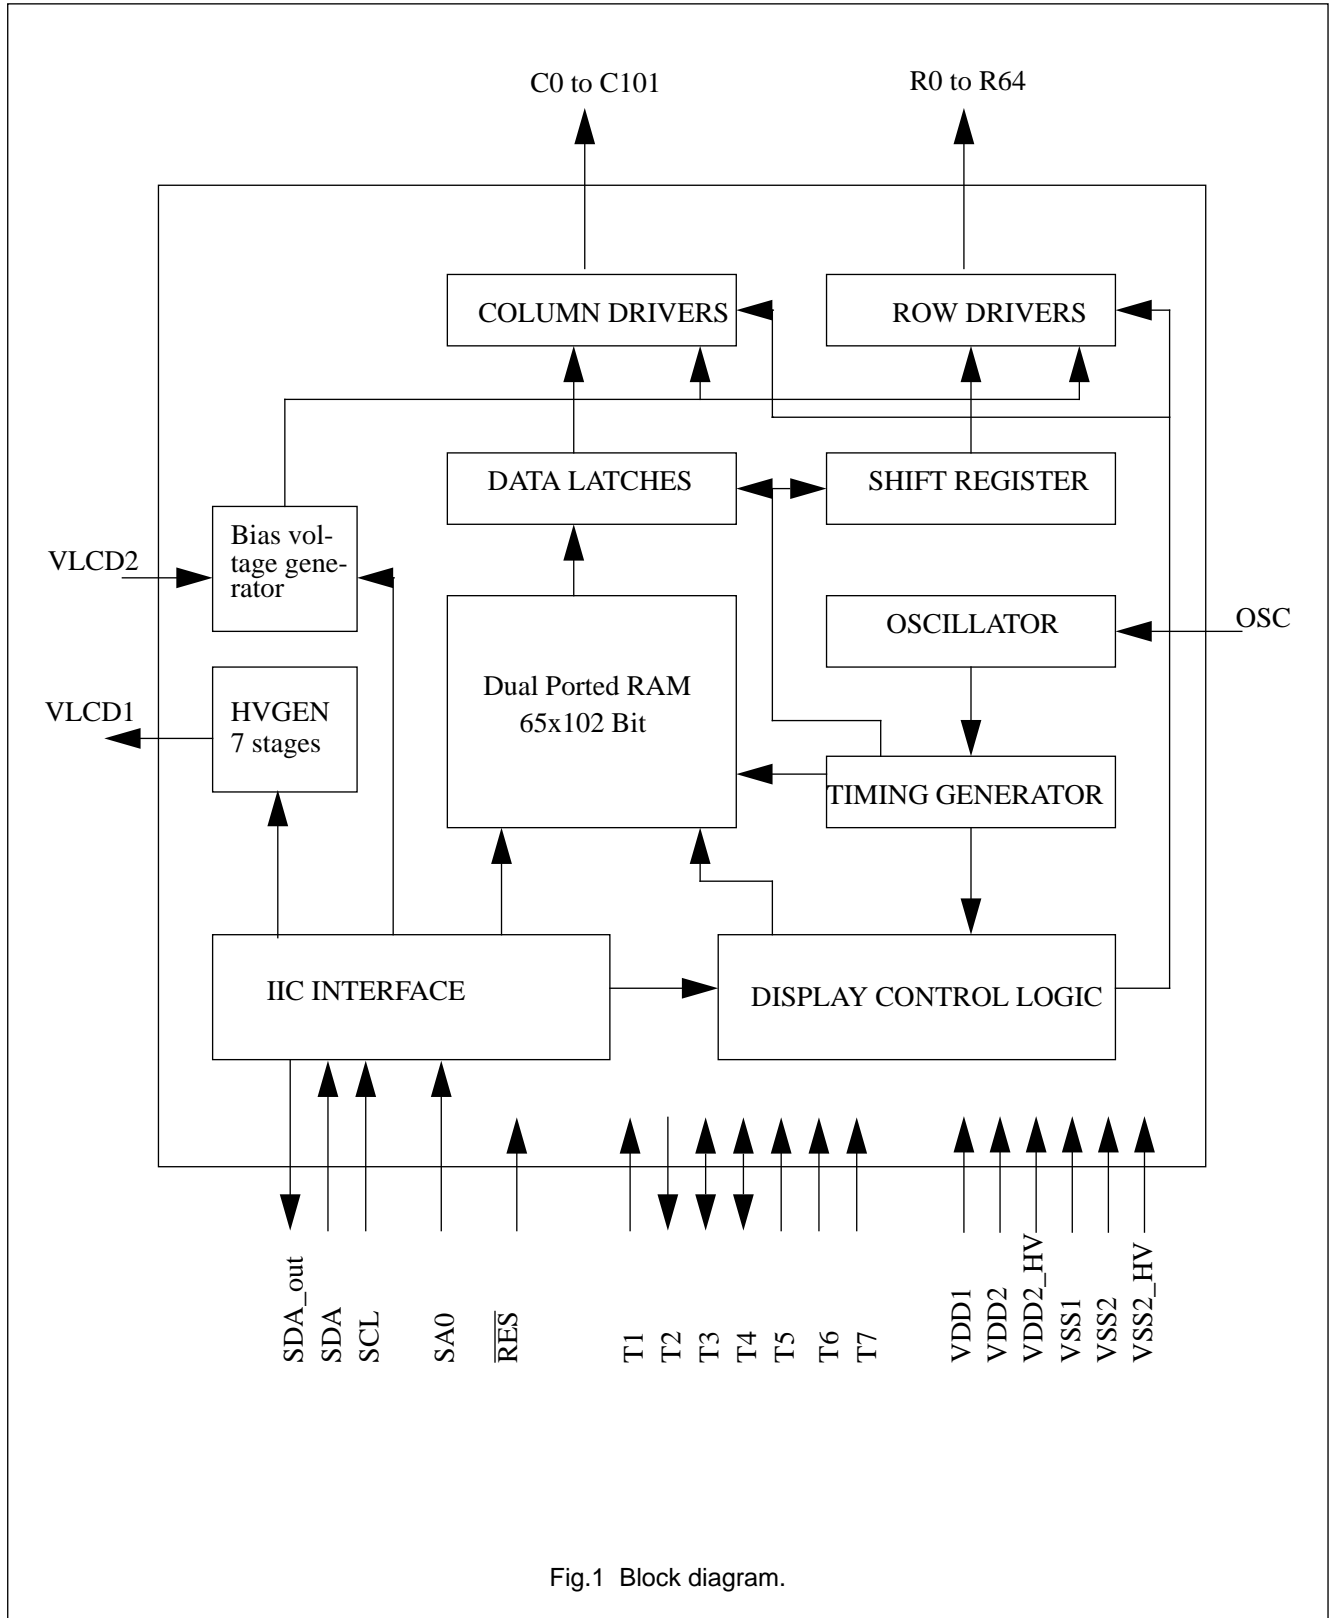 C0 to C101
R0 to R64
COLUMN DRIVERS
ROW DRIVERS
DATA LATCHES
SHIFT REGISTER
Bias vol-
tage gene-
rator
VLCD2
OSCILLATOR
OSC
Dual Ported RAM
65x102 Bit
VLCD1
HVGEN
7 stages
TIMING GENERATOR
IIC INTERFACE
DISPLAY CONTROL LOGIC
SDA_out
SDA
SCL
SA0
RES
T1
T2
T3
T4
T5
T6
T7
VDD1
VDD2
VDD2_HV
VSS1
VSS2
VSS2_HV
Fig.1 Block diagram.